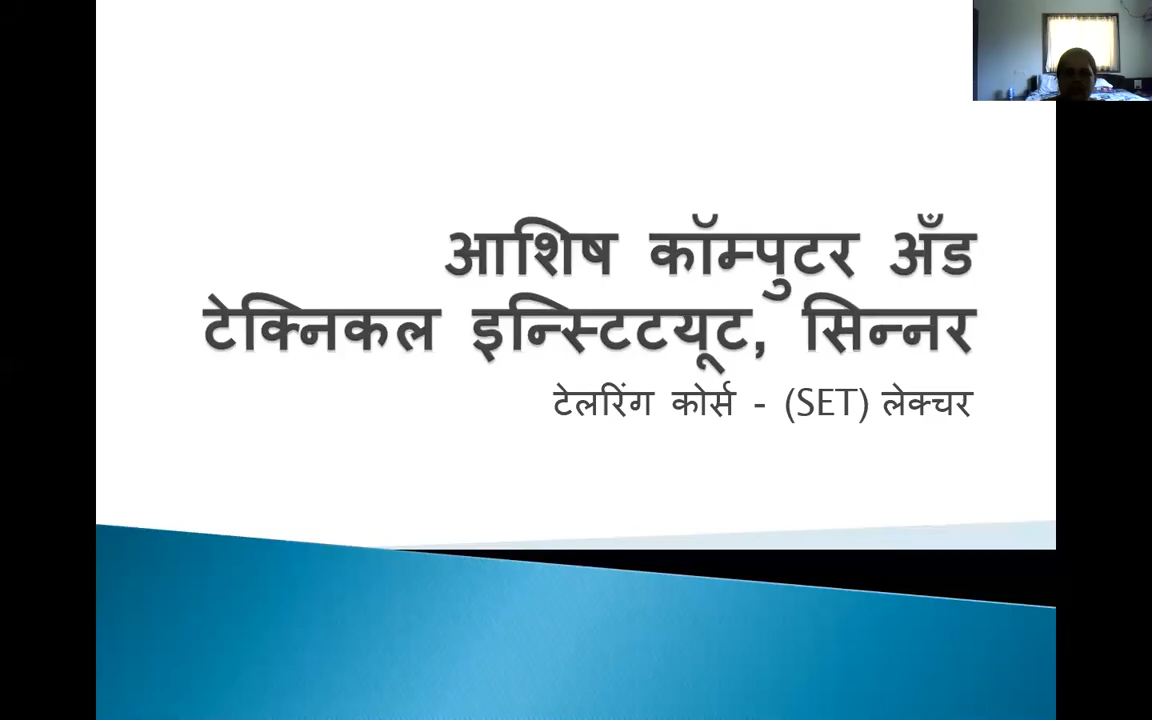 आशिष कॉम्पुटर अँड
टेक्निकल इन्स्टिटयूट, सिन्नर
टेलरिंग कोर्स - (SET) लेक्चर